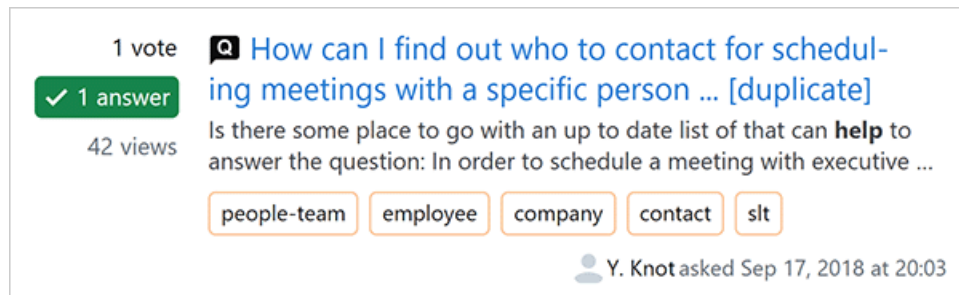 1 vote
✓ 1 answer
42 views
Q How can I find out who to contact for schedul-
ing meetings with a specific person ... [duplicate]
Is there some place to go with an up to date list of that can help to
answer the question: In order to schedule a meeting with executive ...
people-team employee company contact slt
Y. Knot asked Sep 17, 2018 at 20:03